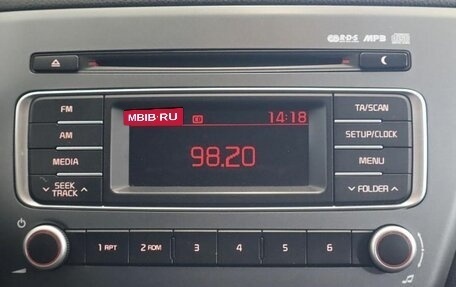 R·D·S MP3
FM
AM
MEDIA
SEEK
TRACK
MBIB.RU
14:18
98.20
TA/SCAN
SETUP/CLOCK
MENU
FOLDER
1 RPT
2 RDM
3
4
5
6